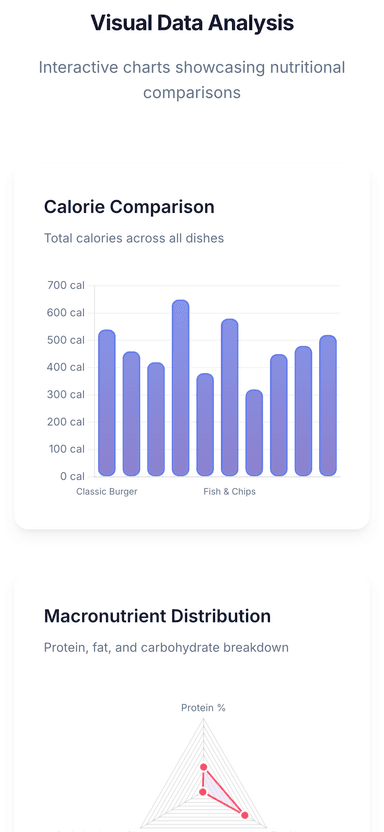 Visual Data Analysis
Interactive charts showcasing nutritional
comparisons
Calorie Comparison
Total calories across all dishes
700 cal
600 cal
500 cal
400 cal
300 cal
200 cal
100 cal
0 cal
Classic Burger
Fish & Chips
Macronutrient Distribution
Protein, fat, and carbohydrate breakdown
Protein %